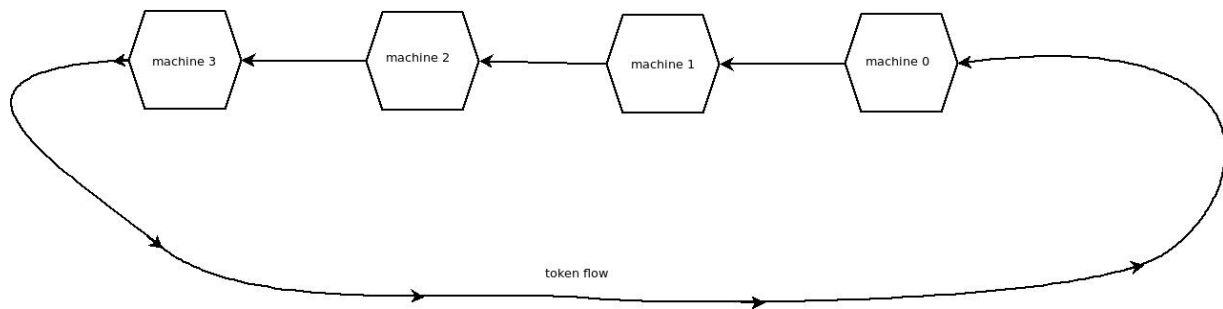 machine 3
machine 2
machine 1
machine 0
token flow